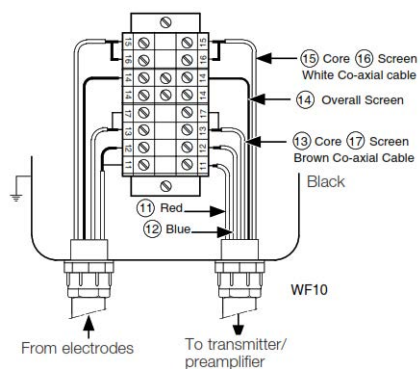 15 15
16 16
14 14
14 14
17 17
13 13
12 12
11 11
15 Core 16 Screen
White Co-axial cable
14 Overall Screen
13 Core 17 Screen
Brown Co-axial Cable
Black
11 Red
12 Blue
WF10
From electrodes
To transmitter/
preamplifier